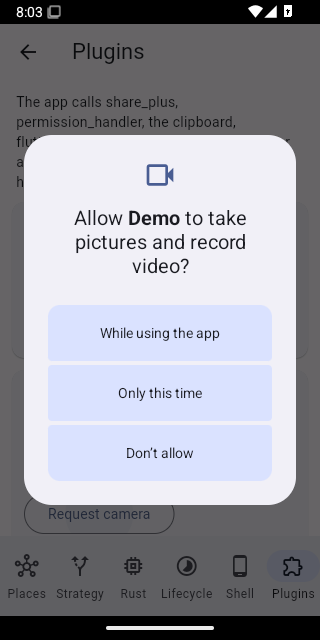 8:03
Plugins
The app calls share_plus,
permission_handler, the clipboard,
Allow Demo to take
pictures and record
video?
While using the app
Only this time
Don't allow
Request camera
Places Strategy Rust Lifecycle Shell Plugins